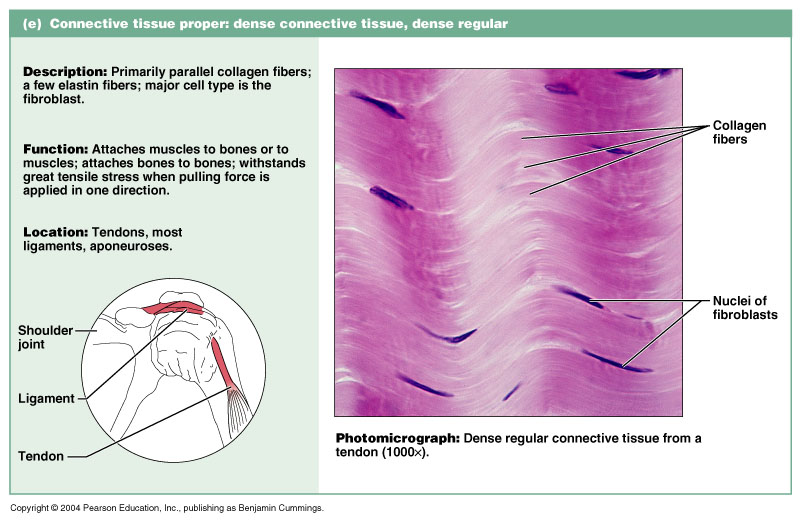 (e) Connective tissue proper: dense connective tissue, dense regular
Description: Primarily parallel collagen fibers;
a few elastin fibers; major cell type is the
fibroblast.
Function: Attaches muscles to bones or to
muscles; attaches bones to bones; withstands
great tensile stress when pulling force is
applied in one direction.
Location: Tendons, most
ligaments, aponeuroses.
Shoulder
joint
Ligament
Tendon
Collagen
fibers
Nuclei of
fibroblasts
Photomicrograph: Dense regular connective tissue from a
tendon (1000×).
Copyright © 2004 Pearson Education, Inc., publishing as Benjamin Cummings.